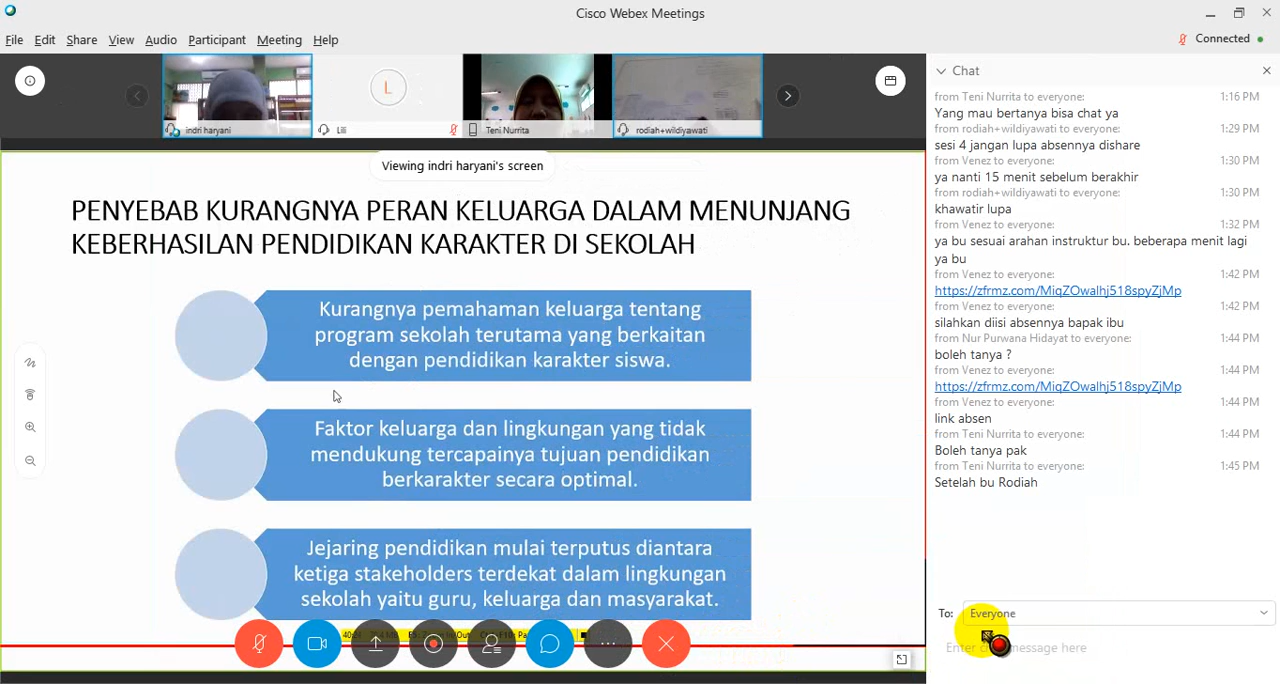 Cisco Webex Meetings
File Edit Share View Audio Participant Meeting Help
Connected
indri haryani
L
Lili
Teni Nurrita
rodiah+wildiyawati
Viewing indri haryani's screen
PENYEBAB KURANGNYA PERAN KELUARGA DALAM MENUNJANG
KEBERHASILAN PENDIDIKAN KARAKTER DI SEKOLAH
Kurangnya pemahaman keluarga tentang
program sekolah terutama yang berkaitan
dengan pendidikan karakter siswa.
Faktor keluarga dan lingkungan yang tidak
mendukung tercapainya tujuan pendidikan
berkarakter secara optimal.
Jejaring pendidikan mulai terputus diantara
ketiga stakeholders terdekat dalam lingkungan
sekolah yaitu guru, keluarga dan masyarakat.
Chat
from Teni Nurrita to everyone: 1:16 PM
Yang mau bertanya bisa chat ya
from rodiah+wildiyawati to everyone: 1:29 PM
sesi 4 jangan lupa absennya dishare
from Venez to everyone: 1:30 PM
ya nanti 15 menit sebelum berakhir
from rodiah+wildiyawati to everyone: 1:30 PM
khawatir lupa
from Venez to everyone: 1:32 PM
ya bu sesuai arahan instruktur bu. beberapa menit lagi
ya bu
from Venez to everyone: 1:42 PM
https://zfrmz.com/MiqZOwalhj518spyZjMp
from Venez to everyone: 1:42 PM
silahkan diisi absennya bapak ibu
from Nur Purwana Hidayat to everyone: 1:44 PM
boleh tanya ?
from Venez to everyone: 1:44 PM
https://zfrmz.com/MiqZOwalhj518spyZjMp
from Venez to everyone: 1:44 PM
link absen
from Teni Nurrita to everyone: 1:44 PM
Boleh tanya pak
from Teni Nurrita to everyone: 1:45 PM
Setelah bu Rodiah
To: Everyone
Enter message here